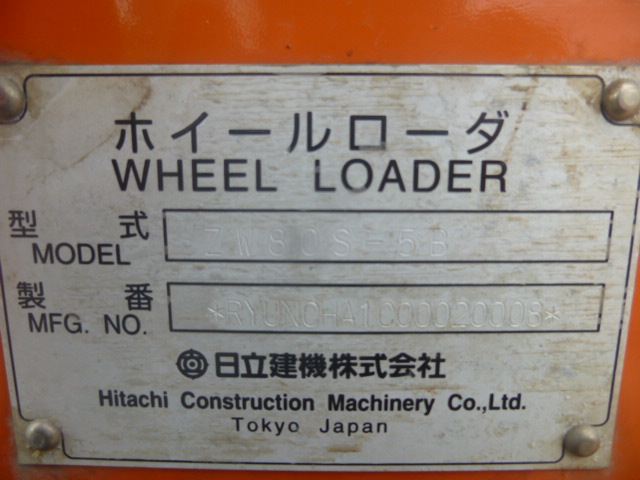 ホイールローダ
WHEEL LOADER
型式 ZW80S-5B
MODEL
製番
MFG. NO.
日立建機株式会社
Hitachi Construction Machinery Co.,Ltd.
Tokyo Japan